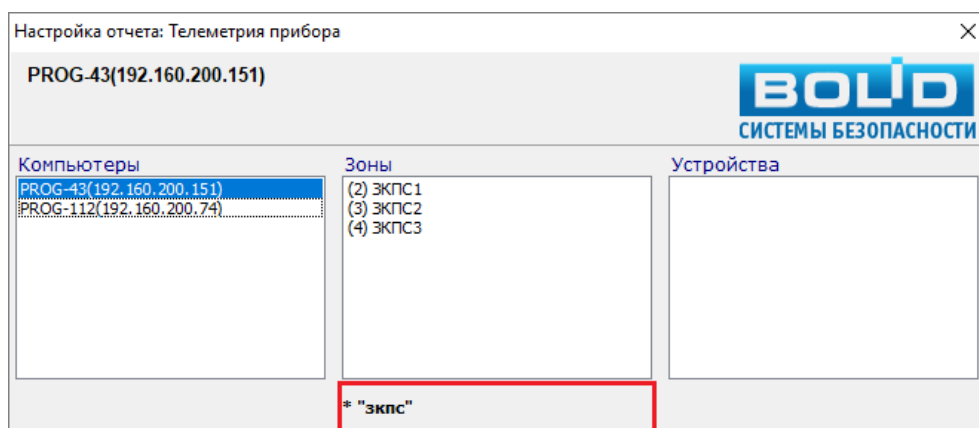 Настройка отчета: Телеметрия прибора
PROG-43(192.160.200.151)
BOLID
СИСТЕМЫ БЕЗОПАСНОСТИ
Компьютеры
PROG-43(192.160.200.151)
PROG-112(192.160.200.74)
Зоны
(2) ЗКПС1
(3) ЗКПС2
(4) ЗКПС3
Устройства
* "зкпс"